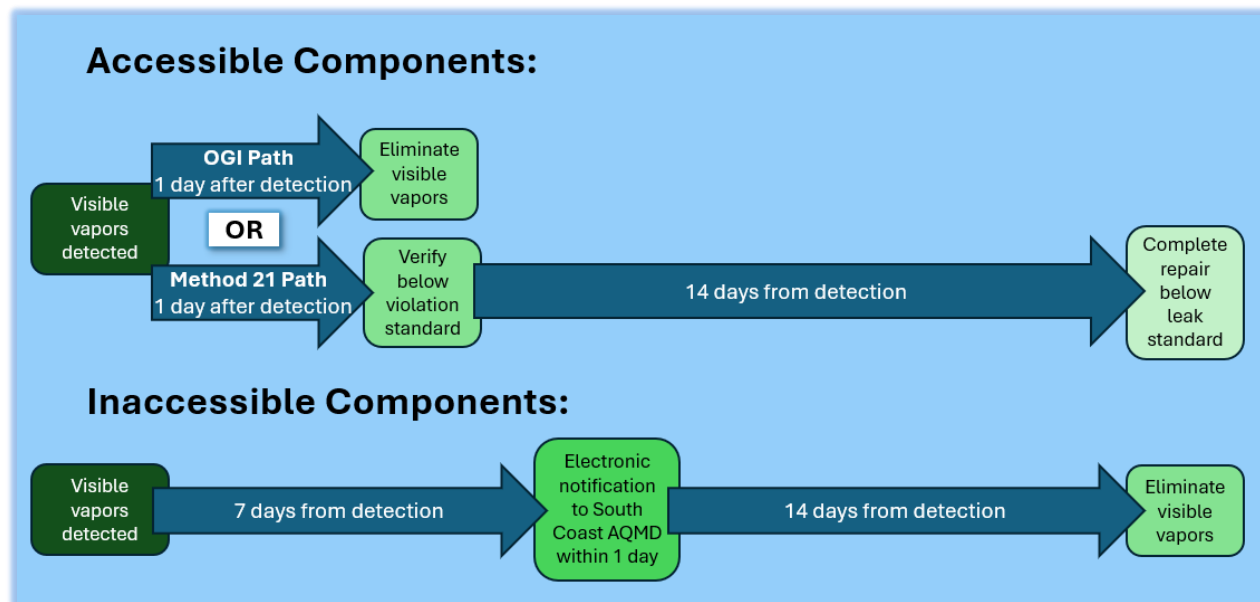 Accessible Components:
Visible
vapors
detected
OGI Path
1 day after detection
Eliminate
visible
vapors
OR
Method 21 Path
1 day after detection
Verify
below
violation
standard
14 days from detection
Complete
repair
below
leak
standard
Inaccessible Components:
Visible
vapors
detected
7 days from detection
Electronic
notification
to South
Coast AQMD
within 1 day
14 days from detection
Eliminate
visible
vapors